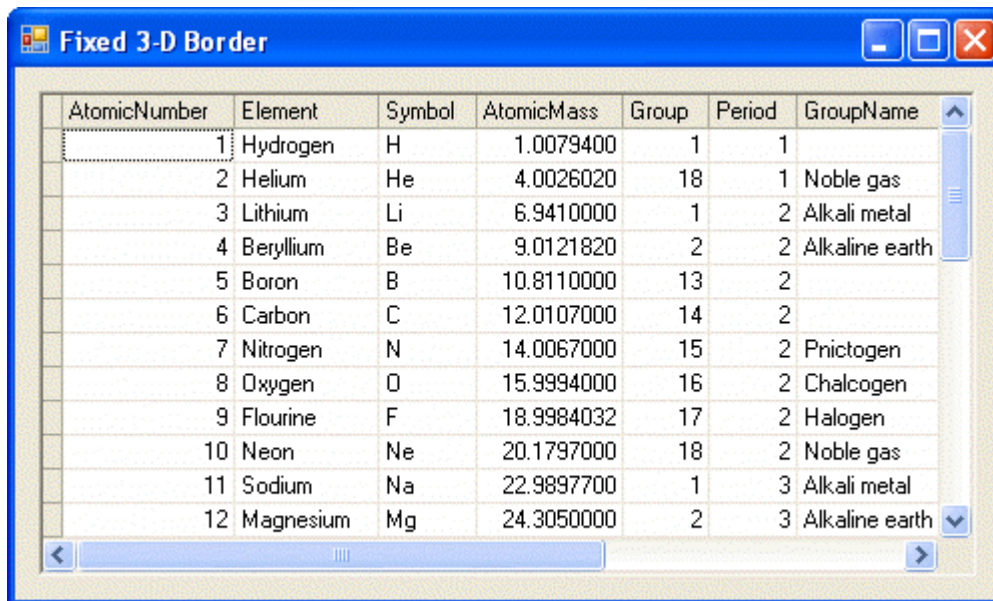 Fixed 3-D Border
AtomicNumber Element Symbol AtomicMass Group Period GroupName
1 Hydrogen H 1.0079400 1 1
2 Helium He 4.0026020 18 1 Noble gas
3 Lithium Li 6.9410000 1 2 Alkali metal
4 Beryllium Be 9.0121820 2 2 Alkaline earth
5 Boron B 10.8110000 13 2
6 Carbon C 12.0107000 14 2
7 Nitrogen N 14.0067000 15 2 Pnictogen
8 Oxygen O 15.9994000 16 2 Chalcogen
9 Flourine F 18.9984032 17 2 Halogen
10 Neon Ne 20.1797000 18 2 Noble gas
11 Sodium Na 22.9897700 1 3 Alkali metal
12 Magnesium Mg 24.3050000 2 3 Alkaline earth